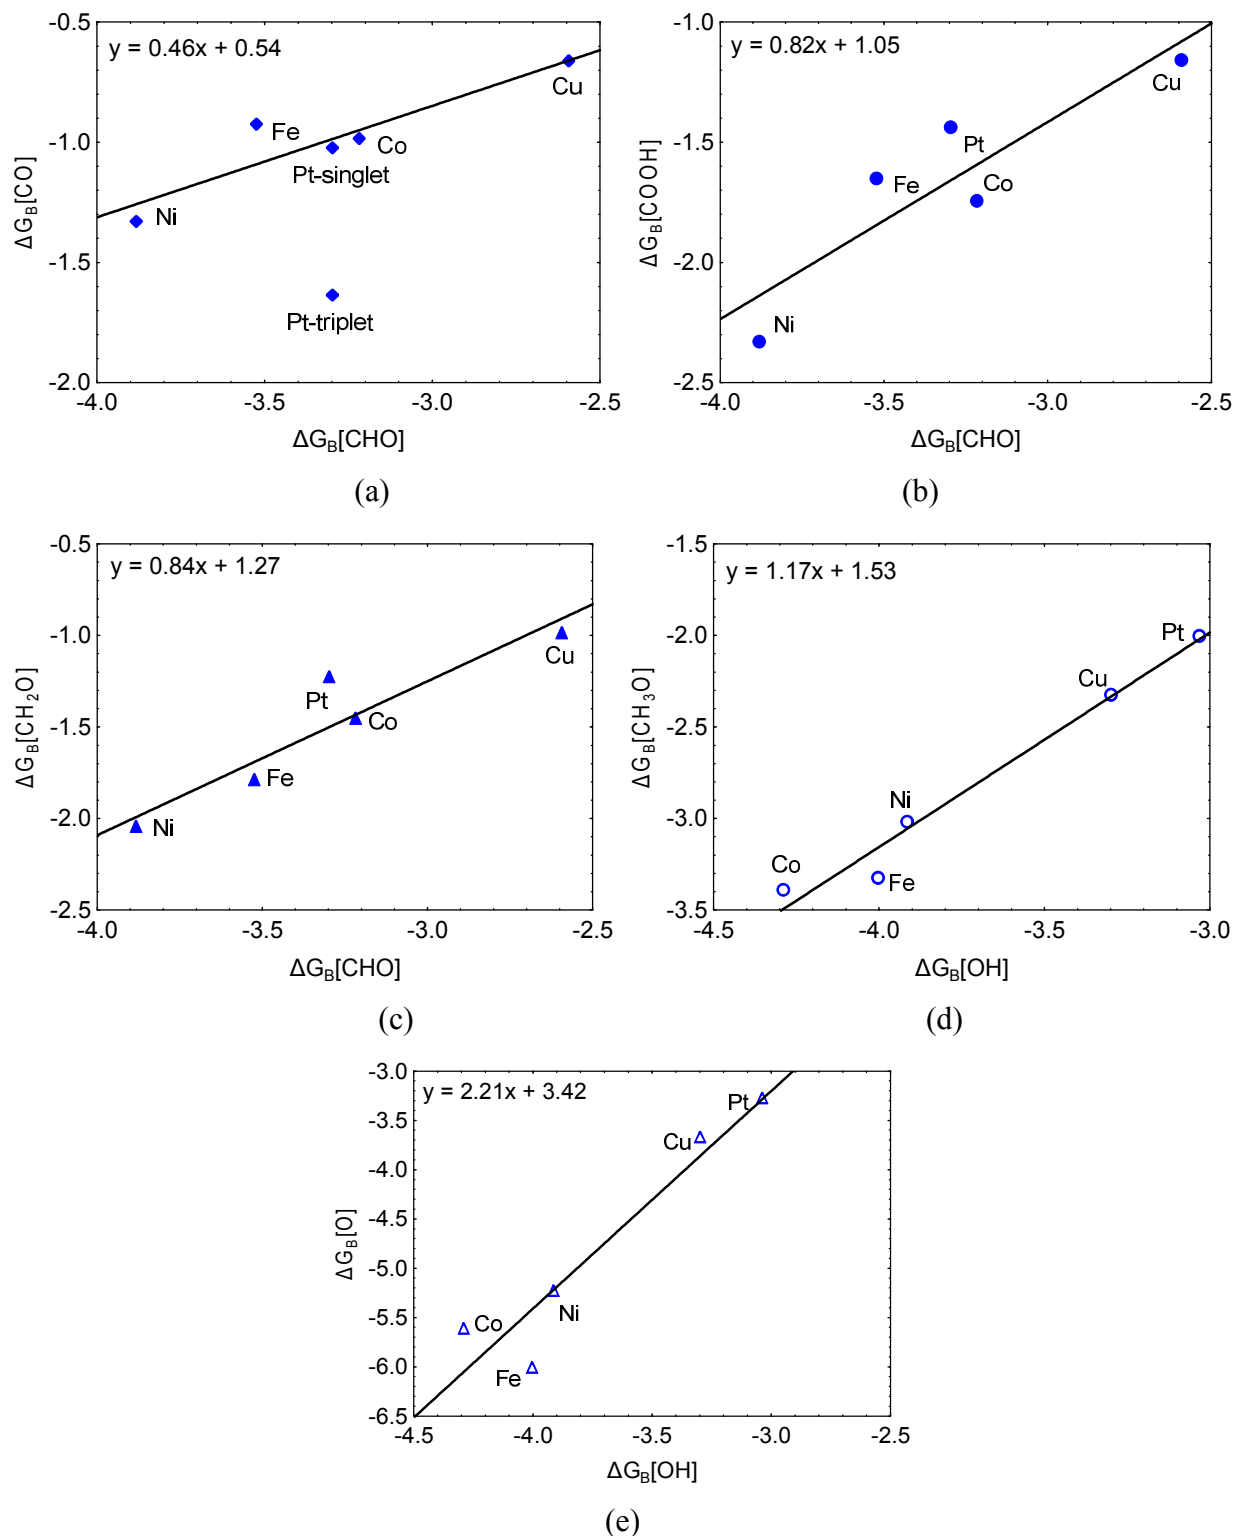 y = 0.46x + 0.54
-0.5
-1.0
-1.5
-2.0
ΔG_B[CO]
Cu
Fe
Co
Pt-singlet
Ni
Pt-triplet
-4.0 -3.5 -3.0 -2.5
ΔG_B[CHO]
(a)
y = 0.82x + 1.05
-1.0
-1.5
-2.0
-2.5
ΔG_B[COOH]
Cu
Pt
Fe
Co
Ni
-4.0 -3.5 -3.0 -2.5
ΔG_B[CHO]
(b)
y = 0.84x + 1.27
-0.5
-1.0
-1.5
-2.0
-2.5
ΔG_B[CH₂O]
Cu
Pt
Co
Fe
Ni
-4.0 -3.5 -3.0 -2.5
ΔG_B[CHO]
(c)
y = 1.17x + 1.53
-1.5
-2.0
-2.5
-3.0
-3.5
ΔG_B[CH₃O]
Pt
Cu
Ni
Co
Fe
-4.5 -4.0 -3.5 -3.0
ΔG_B[OH]
(d)
y = 2.21x + 3.42
-3.0
-3.5
-4.0
-4.5
-5.0
-5.5
-6.0
-6.5
ΔG_B[O]
Pt
Cu
Ni
Co
Fe
-4.5 -4.0 -3.5 -3.0 -2.5
ΔG_B[OH]
(e)